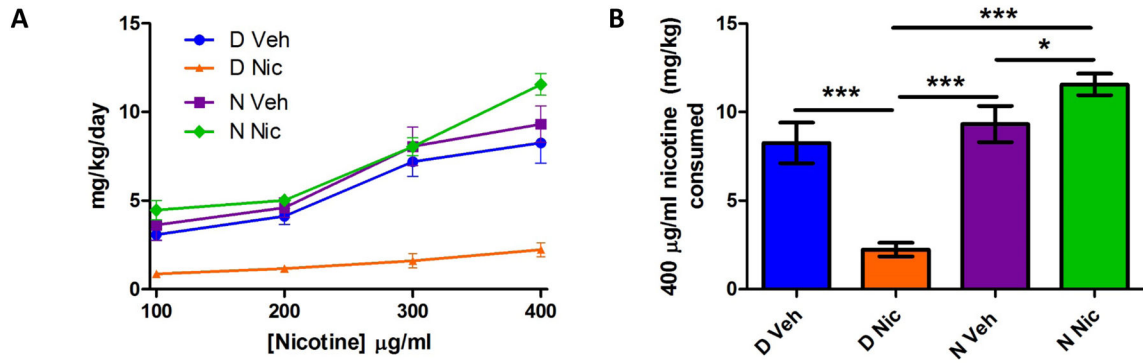 A
15
10
5
0
mg/kg/day
D Veh
D Nic
N Veh
N Nic
100 200 300 400
[Nicotine] μg/ml
B
400 μg/ml nicotine (mg/kg)
consumed
15
10
5
0
***
*
*** ***
D Veh
D Nic
N Veh
N Nic